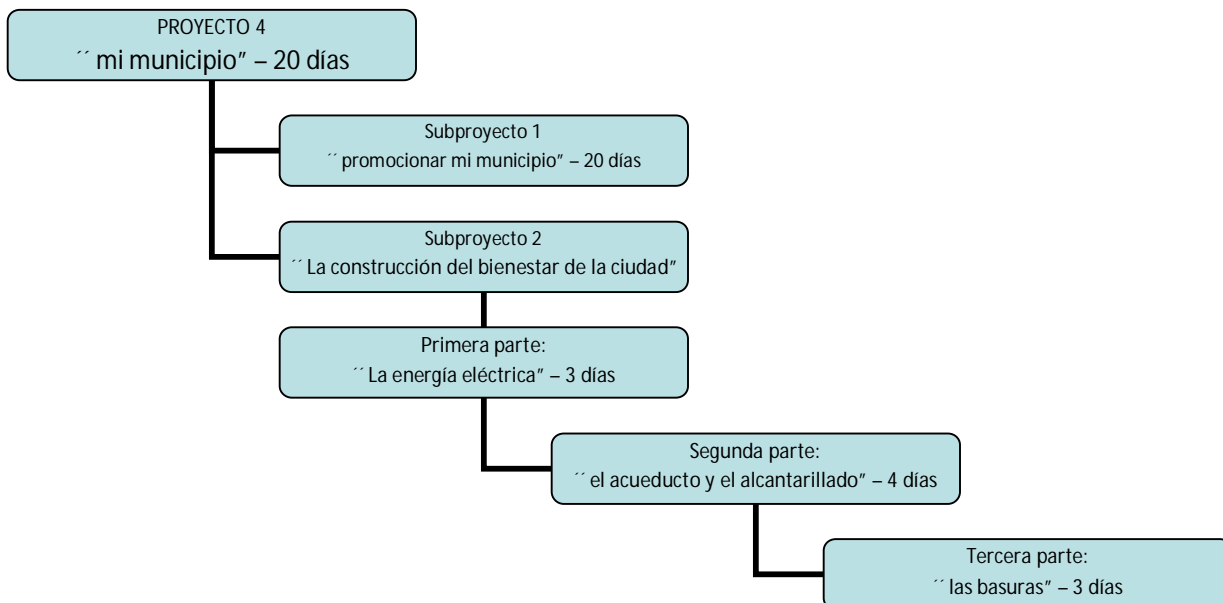 PROYECTO 4
´´ mi municipio” – 20 días
Subproyecto 1
´´ promocionar mi municipio” – 20 días
Subproyecto 2
´´ La construcción del bienestar de la ciudad”
Primera parte:
´´ La energía eléctrica” – 3 días
Segunda parte:
´´ el acueducto y el alcantarillado” – 4 días
Tercera parte:
´´ las basuras” – 3 días